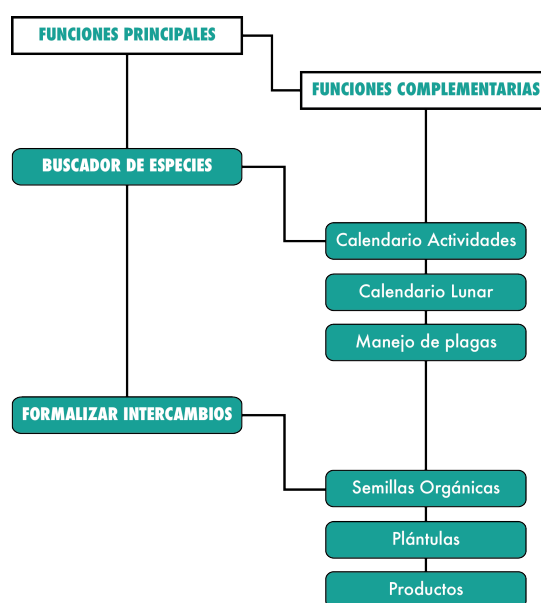 FUNCIONES PRINCIPALES
FUNCIONES COMPLEMENTARIAS
BUSCADOR DE ESPECIES
Calendario Actividades
Calendario Lunar
Manejo de plagas
FORMALIZAR INTERCAMBIOS
Semillas Orgánicas
Plántulas
Productos